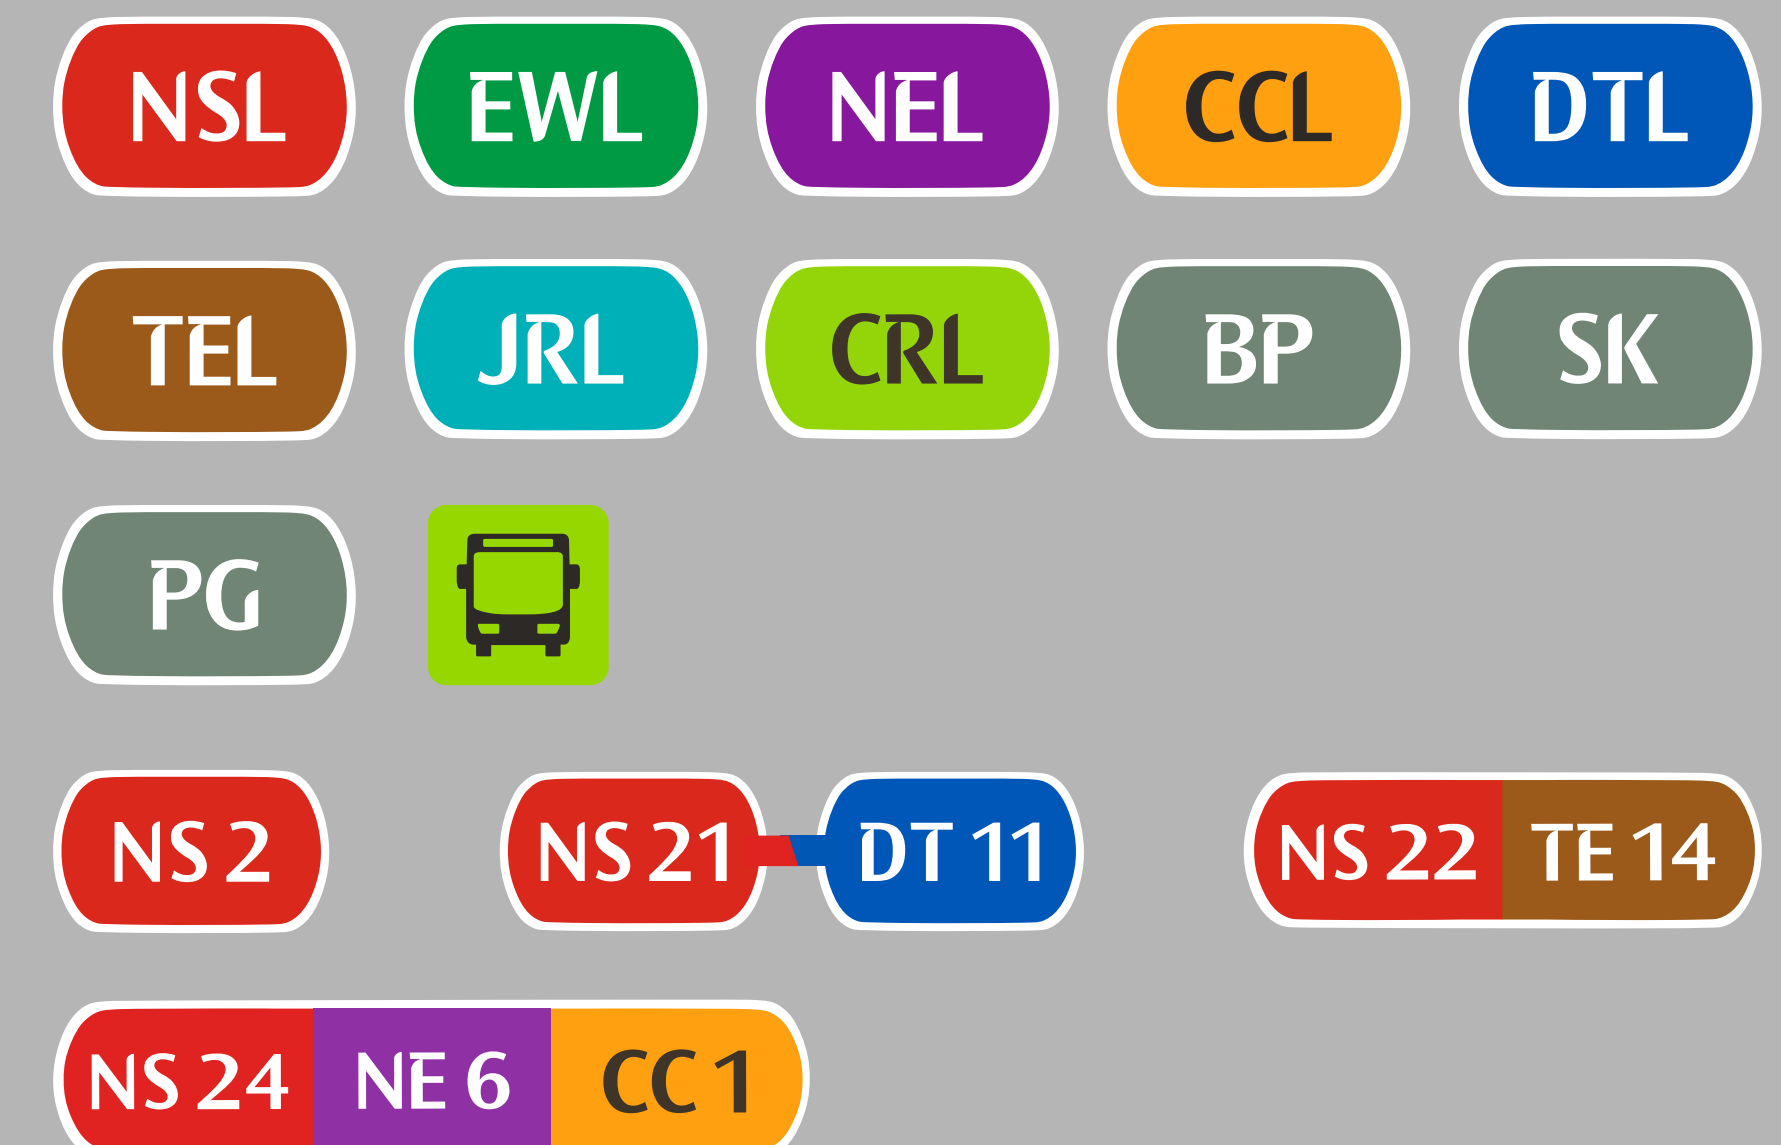 NSL EWL NEL CCL DTL
TEL JRL CRL BP SK
PG
NS 2 NS 21 DT 11 NS 22 TE 14
NS 24 NE 6 CC 1